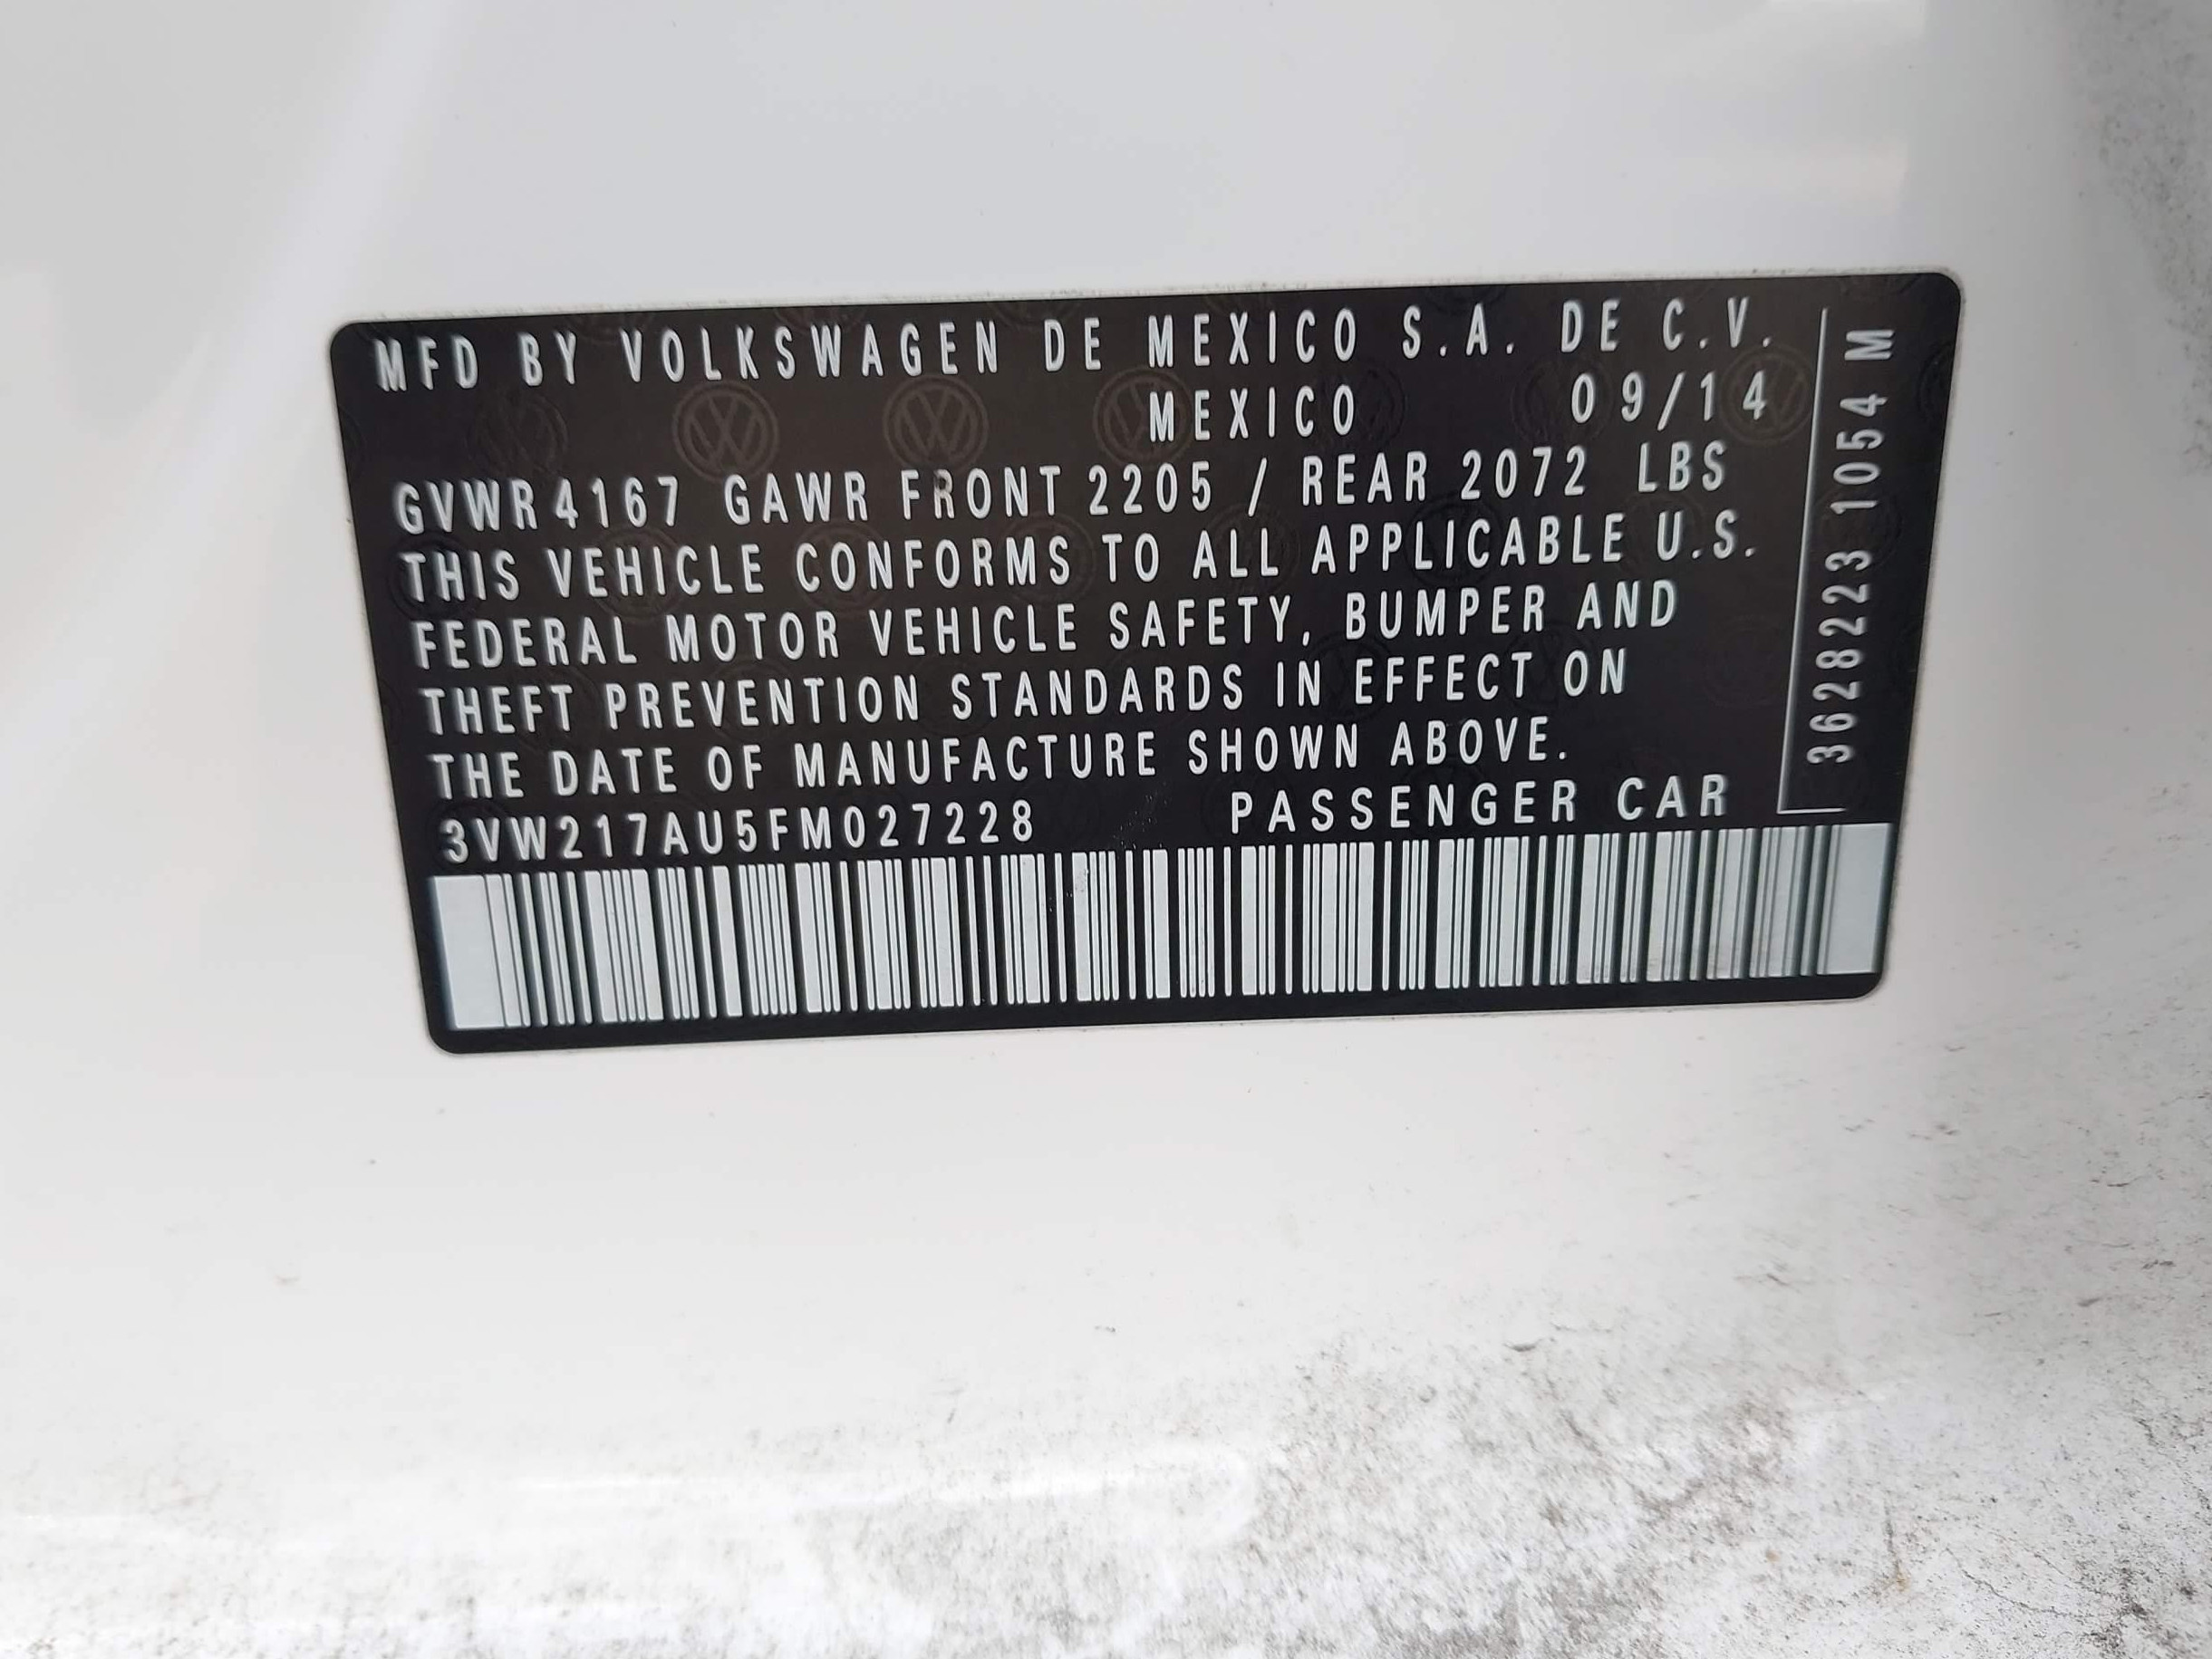 MFD BY VOLKSWAGEN DE MEXICO S.A. DE C.V.
MEXICO 09/14
GVWR 4167 GAWR FRONT 2205 / REAR 2072 LBS
THIS VEHICLE CONFORMS TO ALL APPLICABLE U.S.
FEDERAL MOTOR VEHICLE SAFETY, BUMPER AND
THEFT PREVENTION STANDARDS IN EFFECT ON
THE DATE OF MANUFACTURE SHOWN ABOVE.
3VW217AU5FM027228 PASSENGER CAR
3628223 1054 M